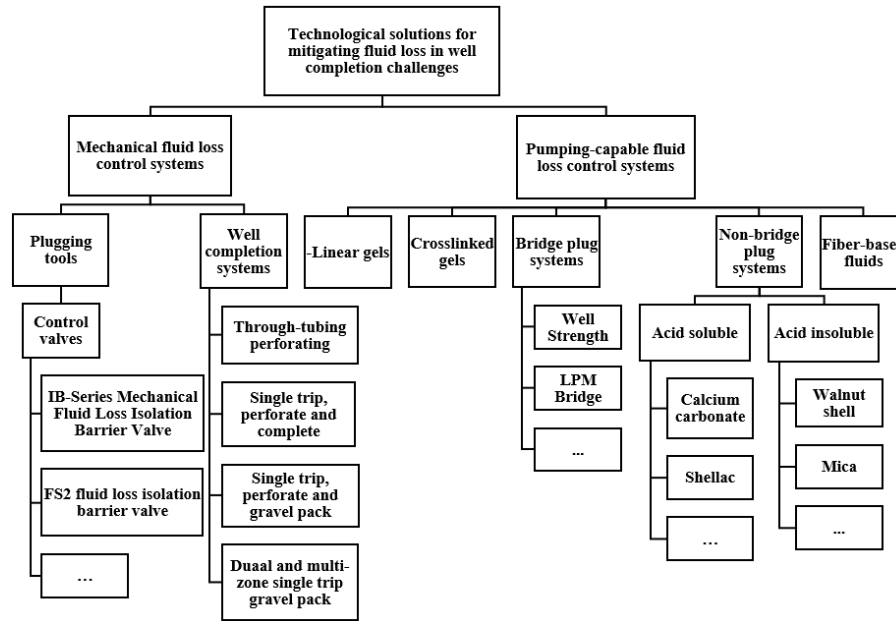 Technological solutions for
mitigating fluid loss in well
completion challenges
Mechanical fluid loss
control systems
Pumping-capable fluid
loss control systems
Plugging
tools
Well
completion
systems
-Linear gels
Crosslinked
gels
Bridge plug
systems
Non-bridge
plug
systems
Fiber-base
fluids
Control
valves
IB-Series Mechanical
Fluid Loss Isolation
Barrier Valve
FS2 fluid loss isolation
barrier valve
...
Through-tubing
perforating
Single trip,
perforate and
complete
Single trip,
perforate and
gravel pack
Duaal and multi-
zone single trip
gravel pack
Well
Strength
LPM
Bridge
...
Acid soluble
Calcium
carbonate
Shellac
...
Acid insoluble
Walnut
shell
Mica
...